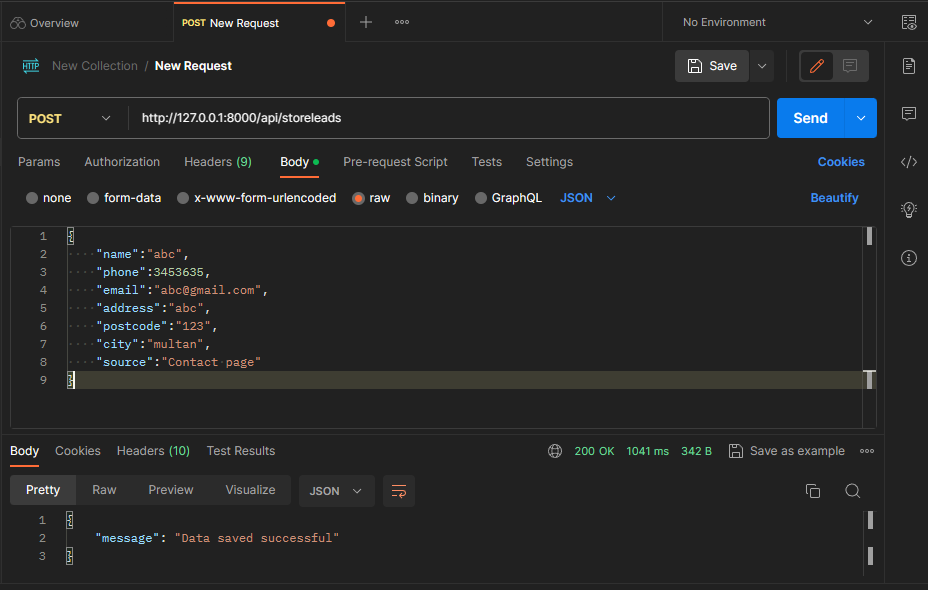 Overview
POST New Request
No Environment
HTTP New Collection / New Request
Save
POST http://127.0.0.1:8000/api/storeleads Send
Params Authorization Headers (9) Body Pre-request Script Tests Settings Cookies
none form-data x-www-form-urlencoded raw binary GraphQL JSON Beautify
1 {
2 "name":"abc",
3 "phone":3453635,
4 "email":"abc@gmail.com",
5 "address":"abc",
6 "postcode":"123",
7 "city":"multan",
8 "source":"Contact page"
9 }
Body Cookies Headers (10) Test Results 200 OK 1041 ms 342 B Save as example
Pretty Raw Preview Visualize JSON
1 {
2 "message": "Data saved successful"
3 }